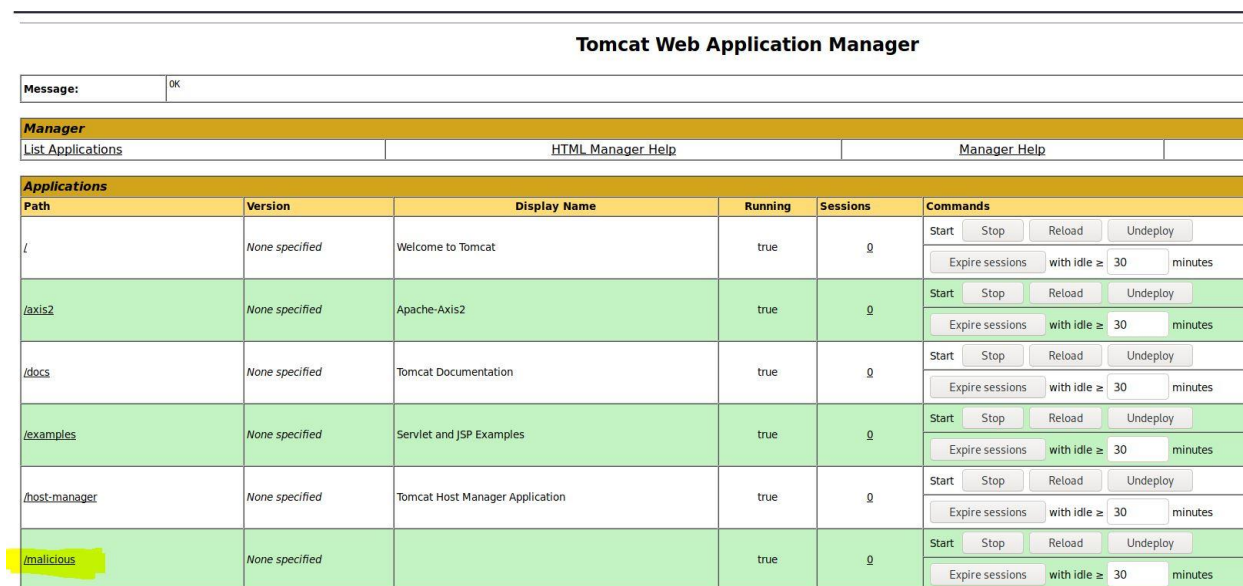 Tomcat Web Application Manager
Message: OK
Manager
List Applications HTML Manager Help Manager Help
Applications
Path Version Display Name Running Sessions Commands
Start Stop Reload Undeploy
/ None specified Welcome to Tomcat true 0
Expire sessions with idle ≥ 30 minutes
Start Stop Reload Undeploy
/axis2 None specified Apache-Axis2 true 0
Expire sessions with idle ≥ 30 minutes
Start Stop Reload Undeploy
/docs None specified Tomcat Documentation true 0
Expire sessions with idle ≥ 30 minutes
Start Stop Reload Undeploy
/examples None specified Servlet and JSP Examples true 0
Expire sessions with idle ≥ 30 minutes
Start Stop Reload Undeploy
/host-manager None specified Tomcat Host Manager Application true 0
Expire sessions with idle ≥ 30 minutes
Start Stop Reload Undeploy
/malicious None specified true 0
Expire sessions with idle ≥ 30 minutes